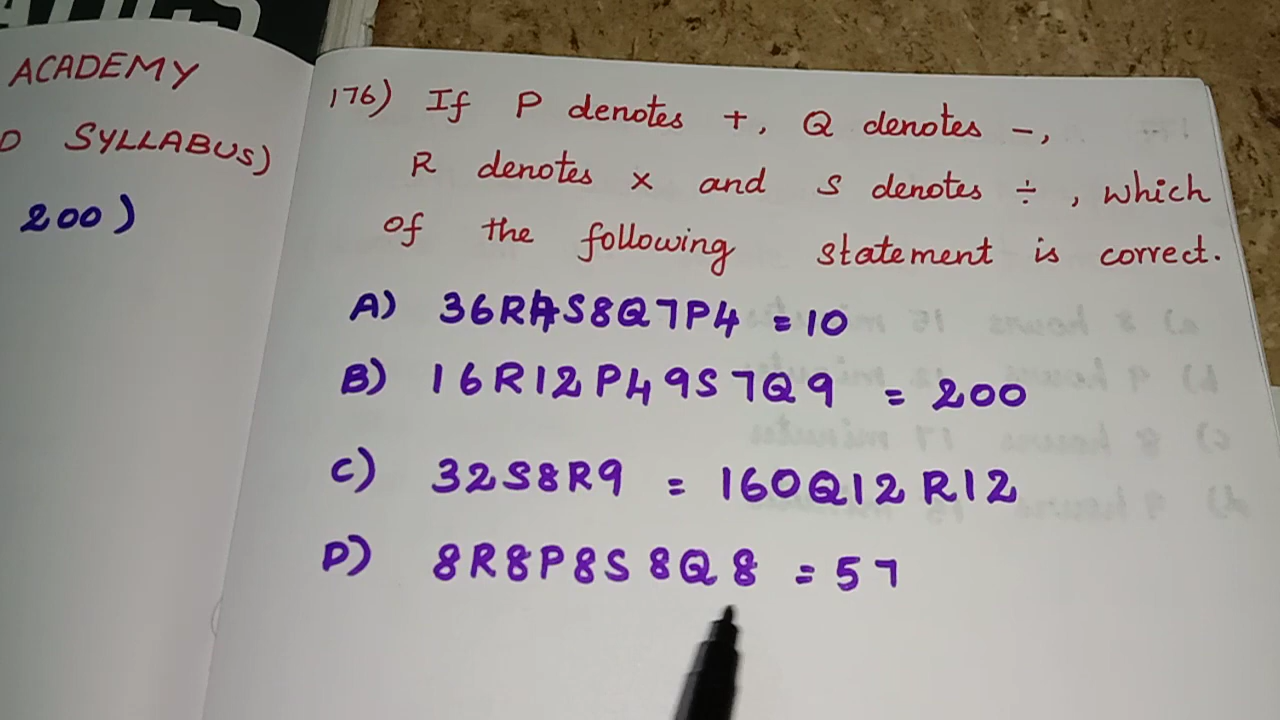 ACADEMY
SYLLABUS)
200)
176) If P denotes +, Q denotes -,
R denotes × and S denotes ÷ , which
of the following statement is correct.
A) 36R4S8Q7P4 = 10
B) 16R12P49S7Q9 = 200
C) 32S8R9 = 160Q12R12
D) 8R8P8S8Q8 = 57